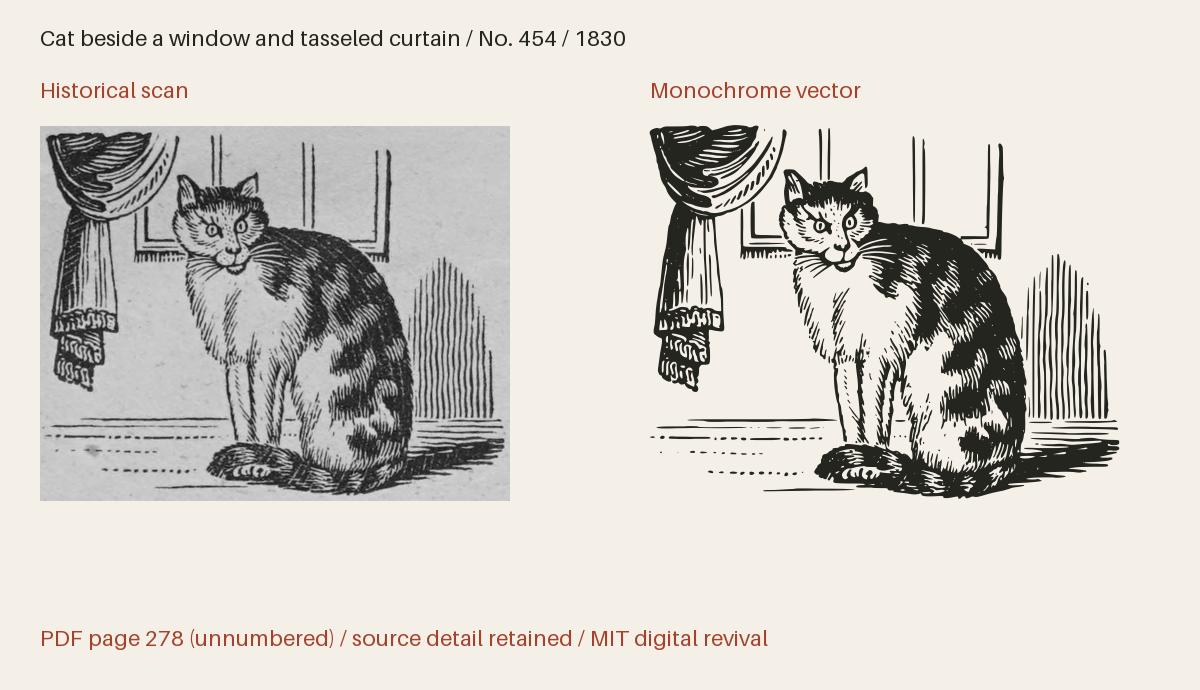 Cat beside a window and tasseled curtain / No. 454 / 1830
Historical scan
Monochrome vector
PDF page 278 (unnumbered) / source detail retained / MIT digital revival